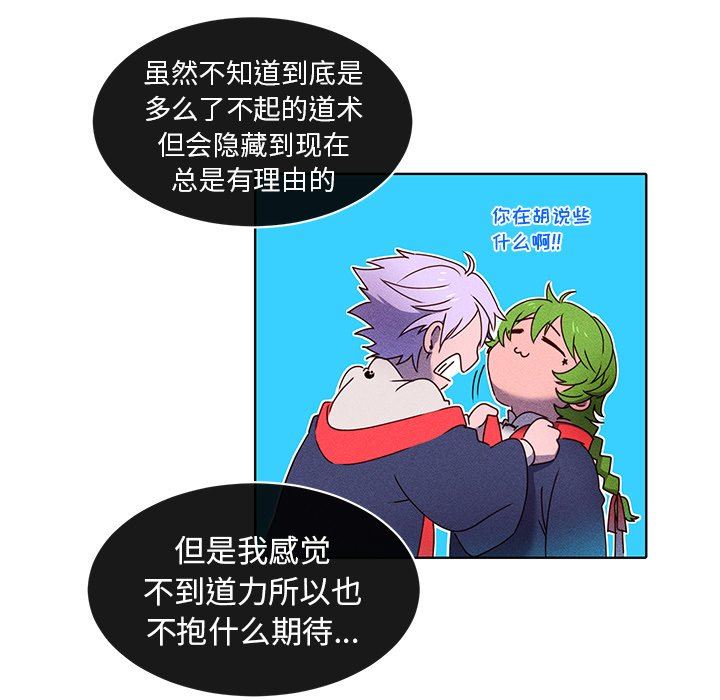 虽然不知道到底是
多么了不起的道术
但会隐藏到现在
总是有理由的
你在胡说些
什么啊!!
但是我感觉
不到道力所以也
不抱什么期待...